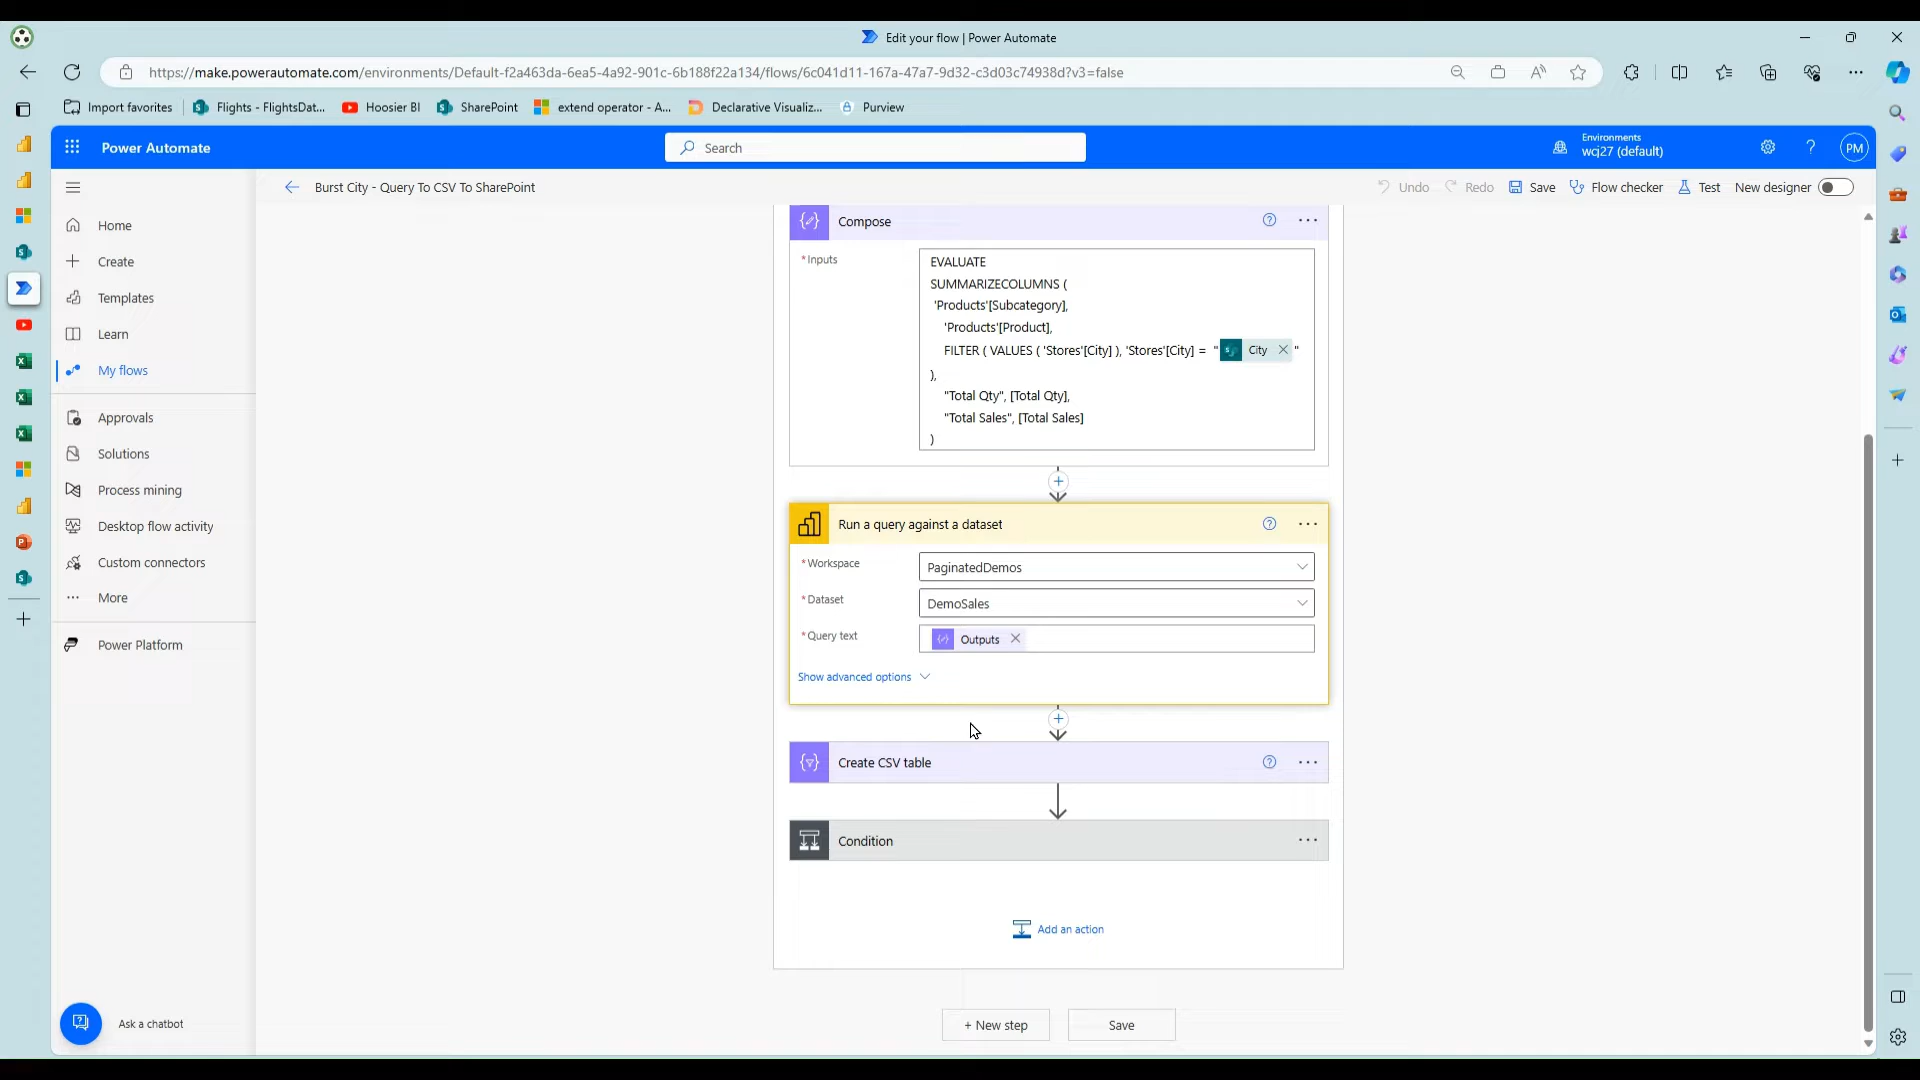 Edit your flow | Power Automate
https://make.powerautomate.com/environments/Default-f2a463da-6ea5-4a92-901c-6b188f22a134/flows/6c041d11-167a-47a7-9d32-c3d03c74938d?v3=false
Import favorites
Flights - FlightsDat...
Hoosier BI
SharePoint
extend operator - A...
Declarative Visualiz...
Purview
Power Automate
Search
Environments
wcj27 (default)
PM
Burst City - Query To CSV To SharePoint
Undo
Redo
Save
Flow checker
Test
New designer
Home
Create
Templates
Learn
My flows
Approvals
Solutions
Process mining
Desktop flow activity
Custom connectors
More
Power Platform
Ask a chatbot
Compose
* Inputs
EVALUATE
SUMMARIZECOLUMNS (
'Products'[Subcategory],
'Products'[Product],
FILTER ( VALUES ( 'Stores'[City] ), 'Stores'[City] = " City "
),
"Total Qty", [Total Qty],
"Total Sales", [Total Sales]
)
Run a query against a dataset
* Workspace
PaginatedDemos
* Dataset
DemoSales
* Query text
Outputs
Show advanced options
Create CSV table
Condition
Add an action
+ New step
Save